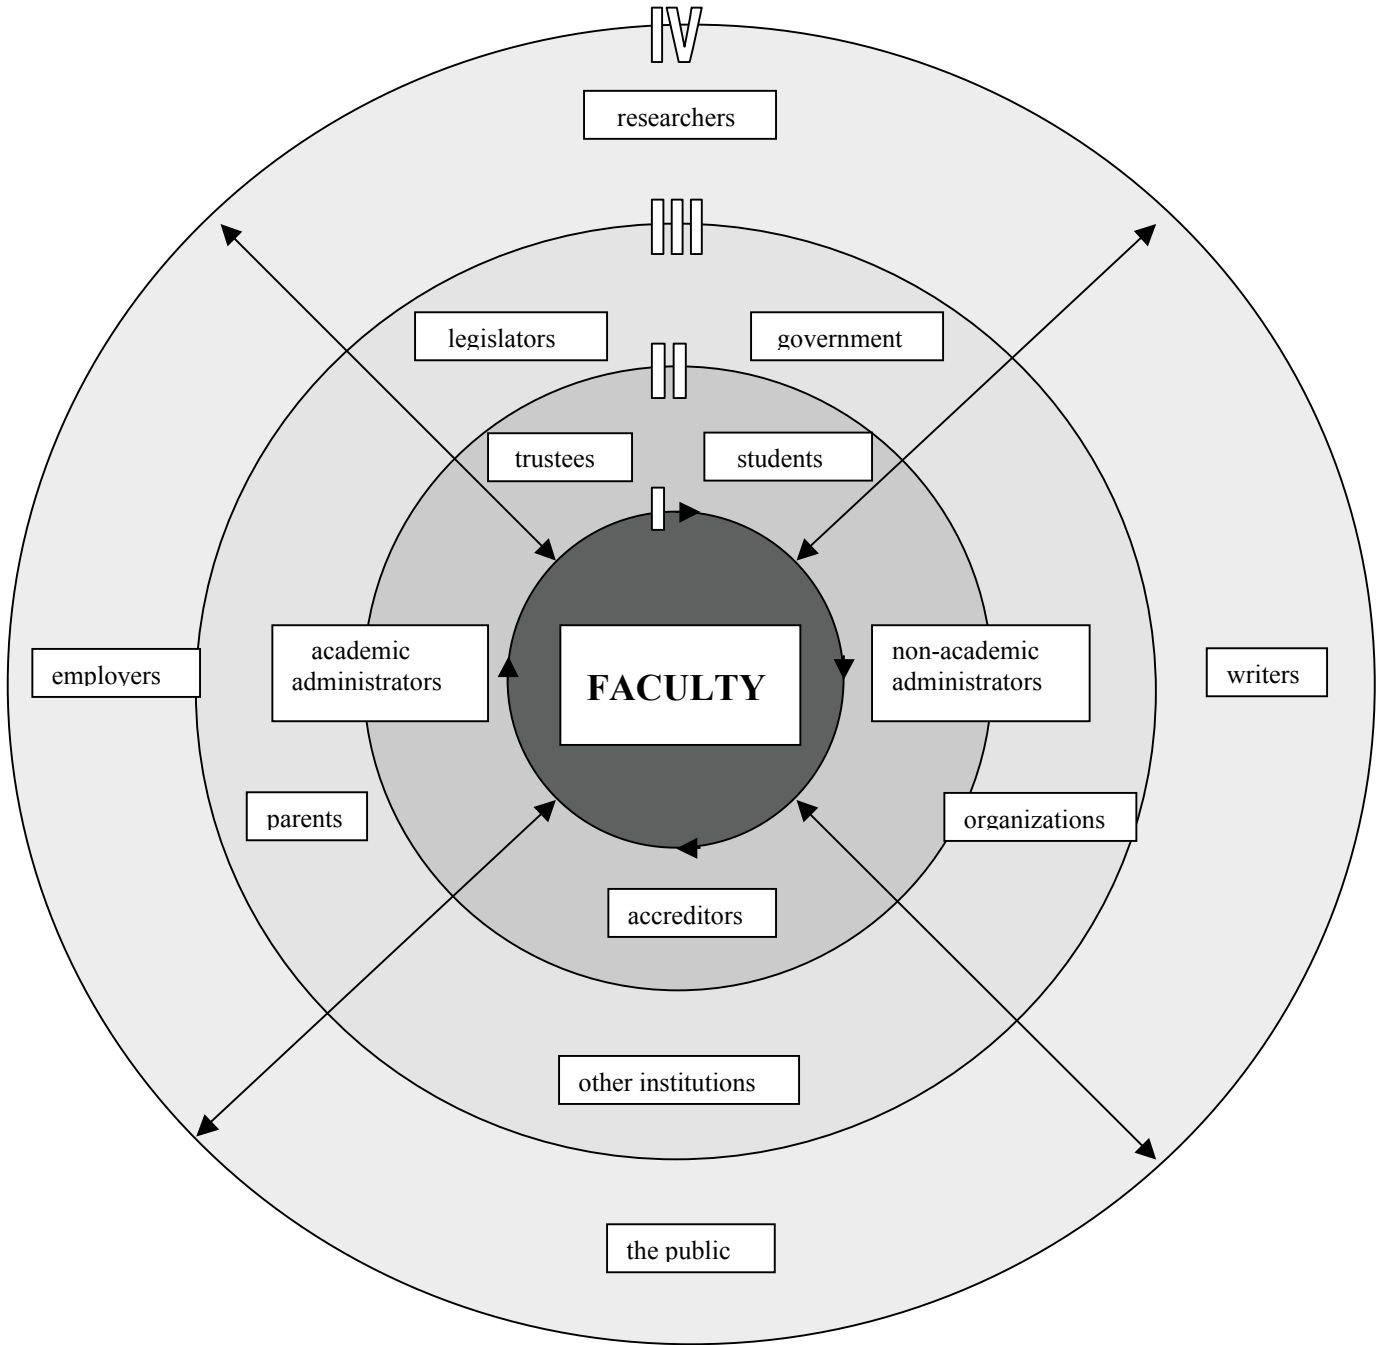 IV
researchers
III
legislators
government
II
trustees
students
I
academic
administrators
FACULTY
non-academic
administrators
employers
writers
parents
organizations
accreditors
other institutions
the public